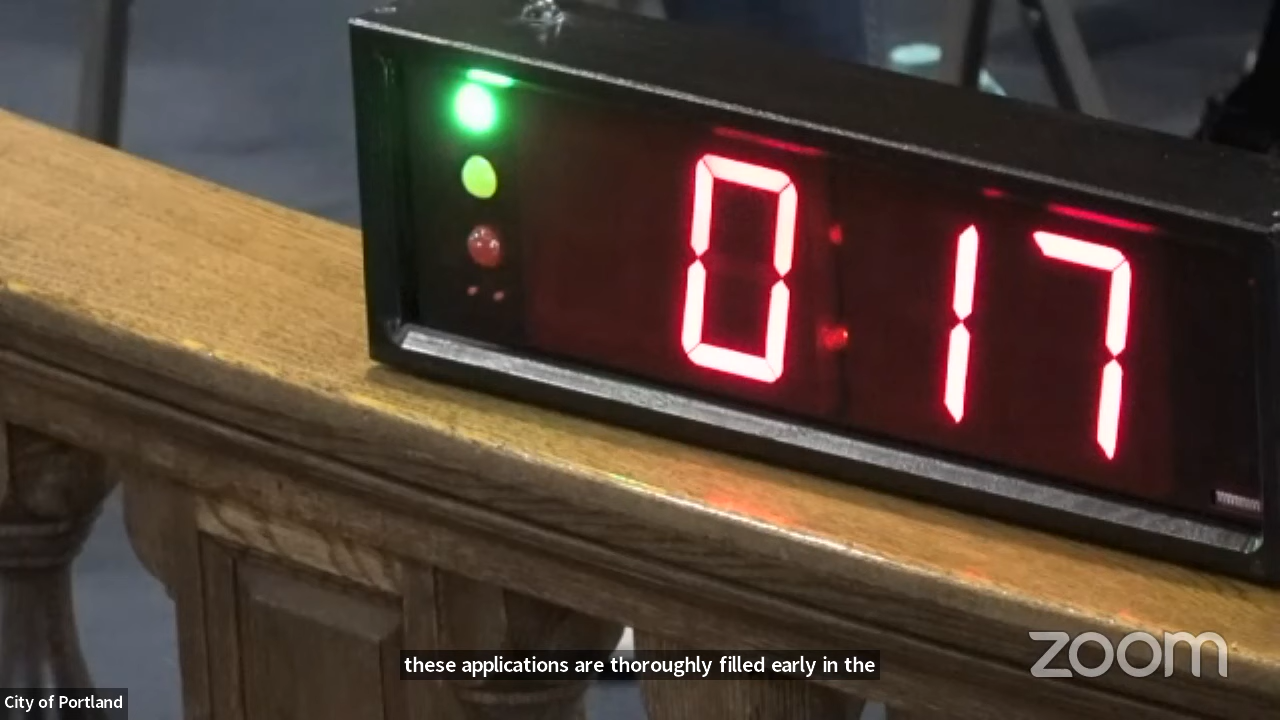 0:17
these applications are thoroughly filled early in the
zoom
City of Portland